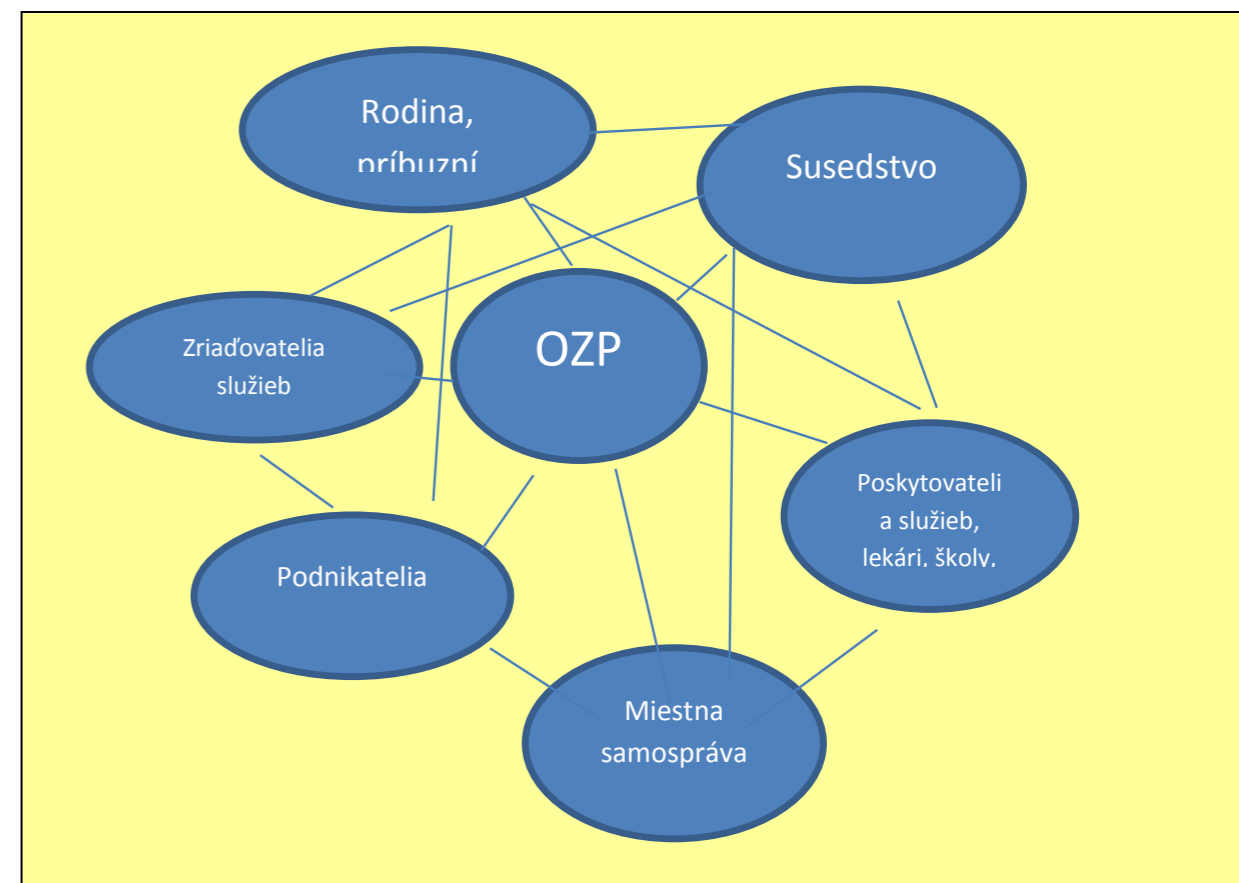 Rodina,
príbuzní
Susedstvo
Zriaďovatelia
služieb
OZP
Poskytovateli
a služieb,
lekári, školy,
Podnikatelia
Miestna
samospráva